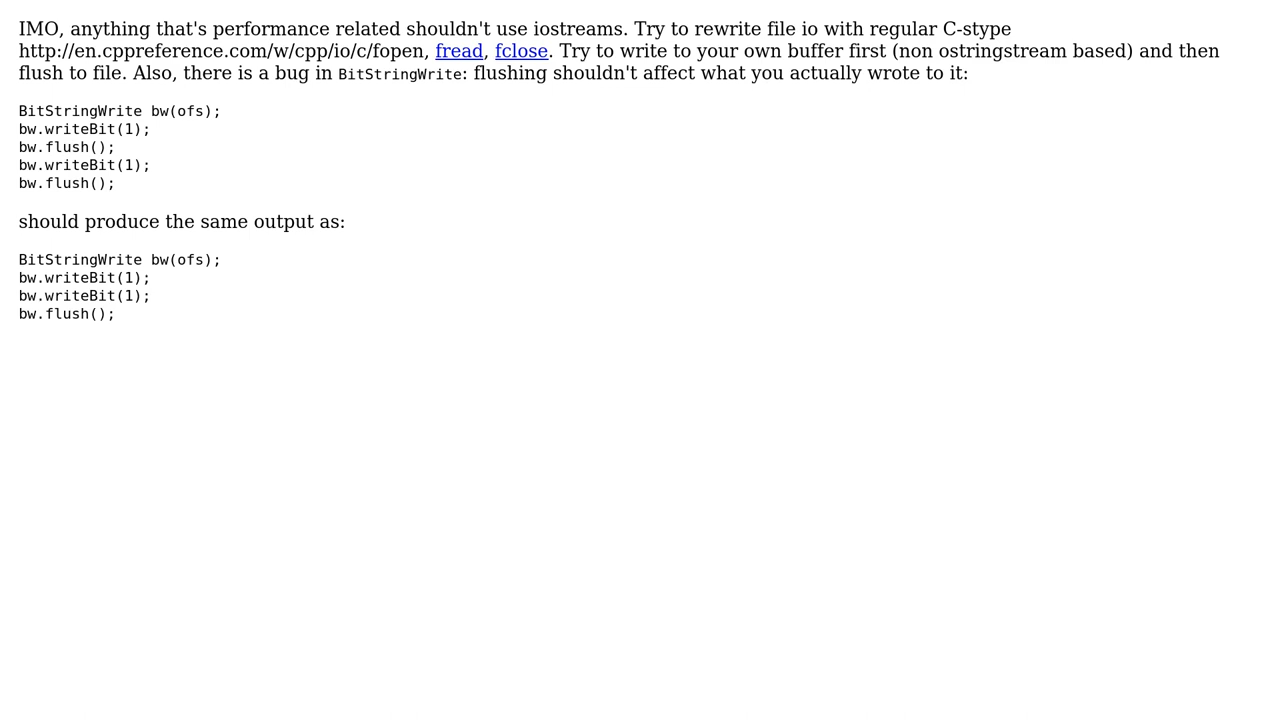 IMO, anything that's performance related shouldn't use iostreams. Try to rewrite file io with regular C-stype
http://en.cppreference.com/w/cpp/io/c/fopen, fread, fclose. Try to write to your own buffer first (non ostringstream based) and then
flush to file. Also, there is a bug in BitStringWrite: flushing shouldn't affect what you actually wrote to it:
BitStringWrite bw(ofs);
bw.writeBit(1);
bw.flush();
bw.writeBit(1);
bw.flush();
should produce the same output as:
BitStringWrite bw(ofs);
bw.writeBit(1);
bw.writeBit(1);
bw.flush();